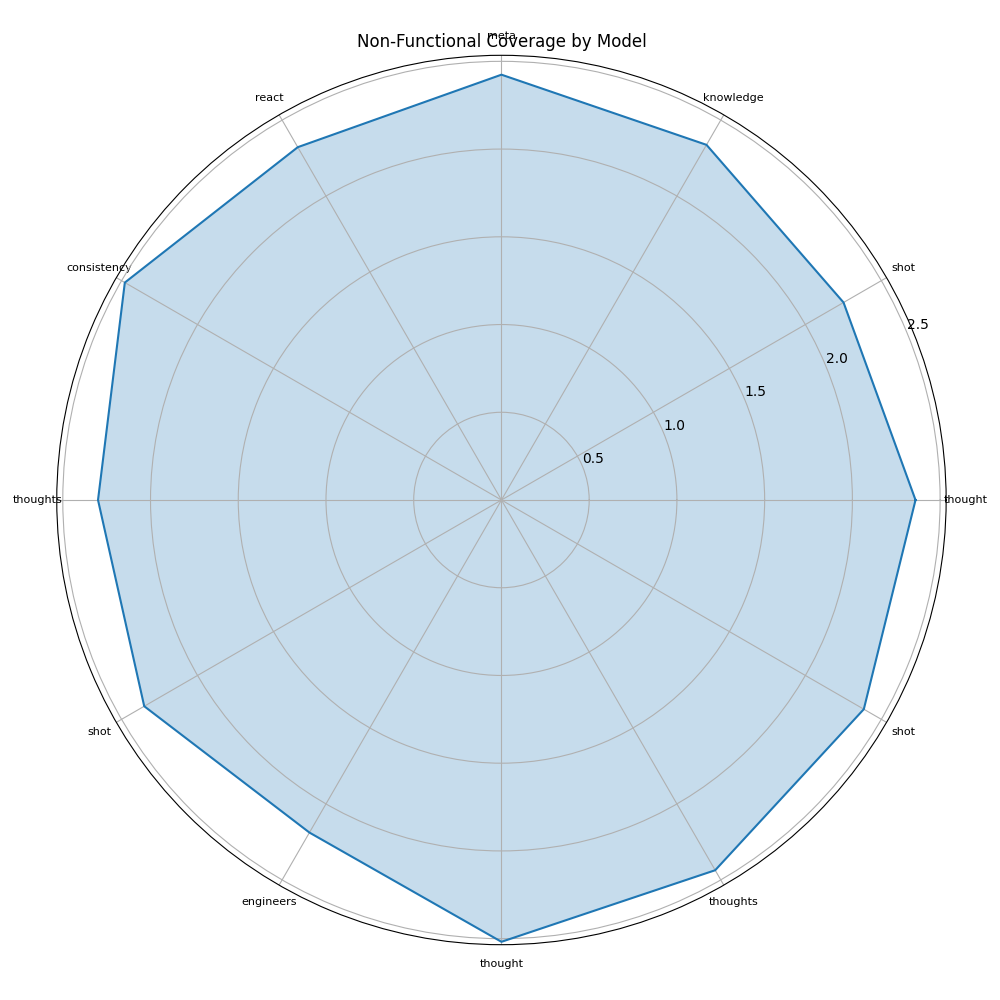 meta
Non-Functional Coverage by Model
react
knowledge
consistency
shot
2.5
2.0
1.5
1.0
0.5
thoughts
thought
shot
shot
engineers
thoughts
thought